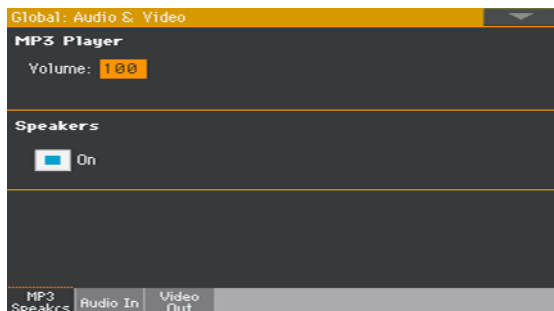 Global: Audio & Video
MP3 Player
Volume: 100
Speakers
On
MP3
Speakrs
Audio In
Video
Out